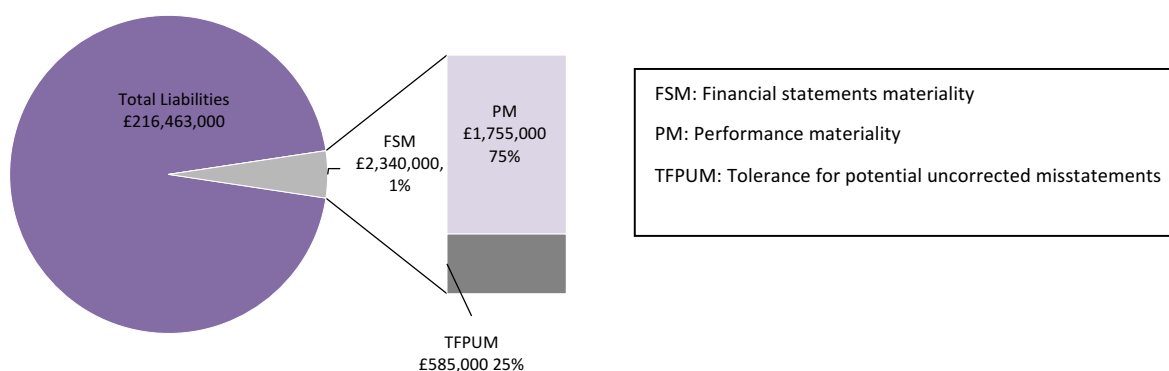 Total Liabilities
£216,463,000
FSM
£2,340,000,
1%
PM
£1,755,000
75%
TFPUM
£585,000 25%
FSM: Financial statements materiality
PM: Performance materiality
TFPUM: Tolerance for potential uncorrected misstatements